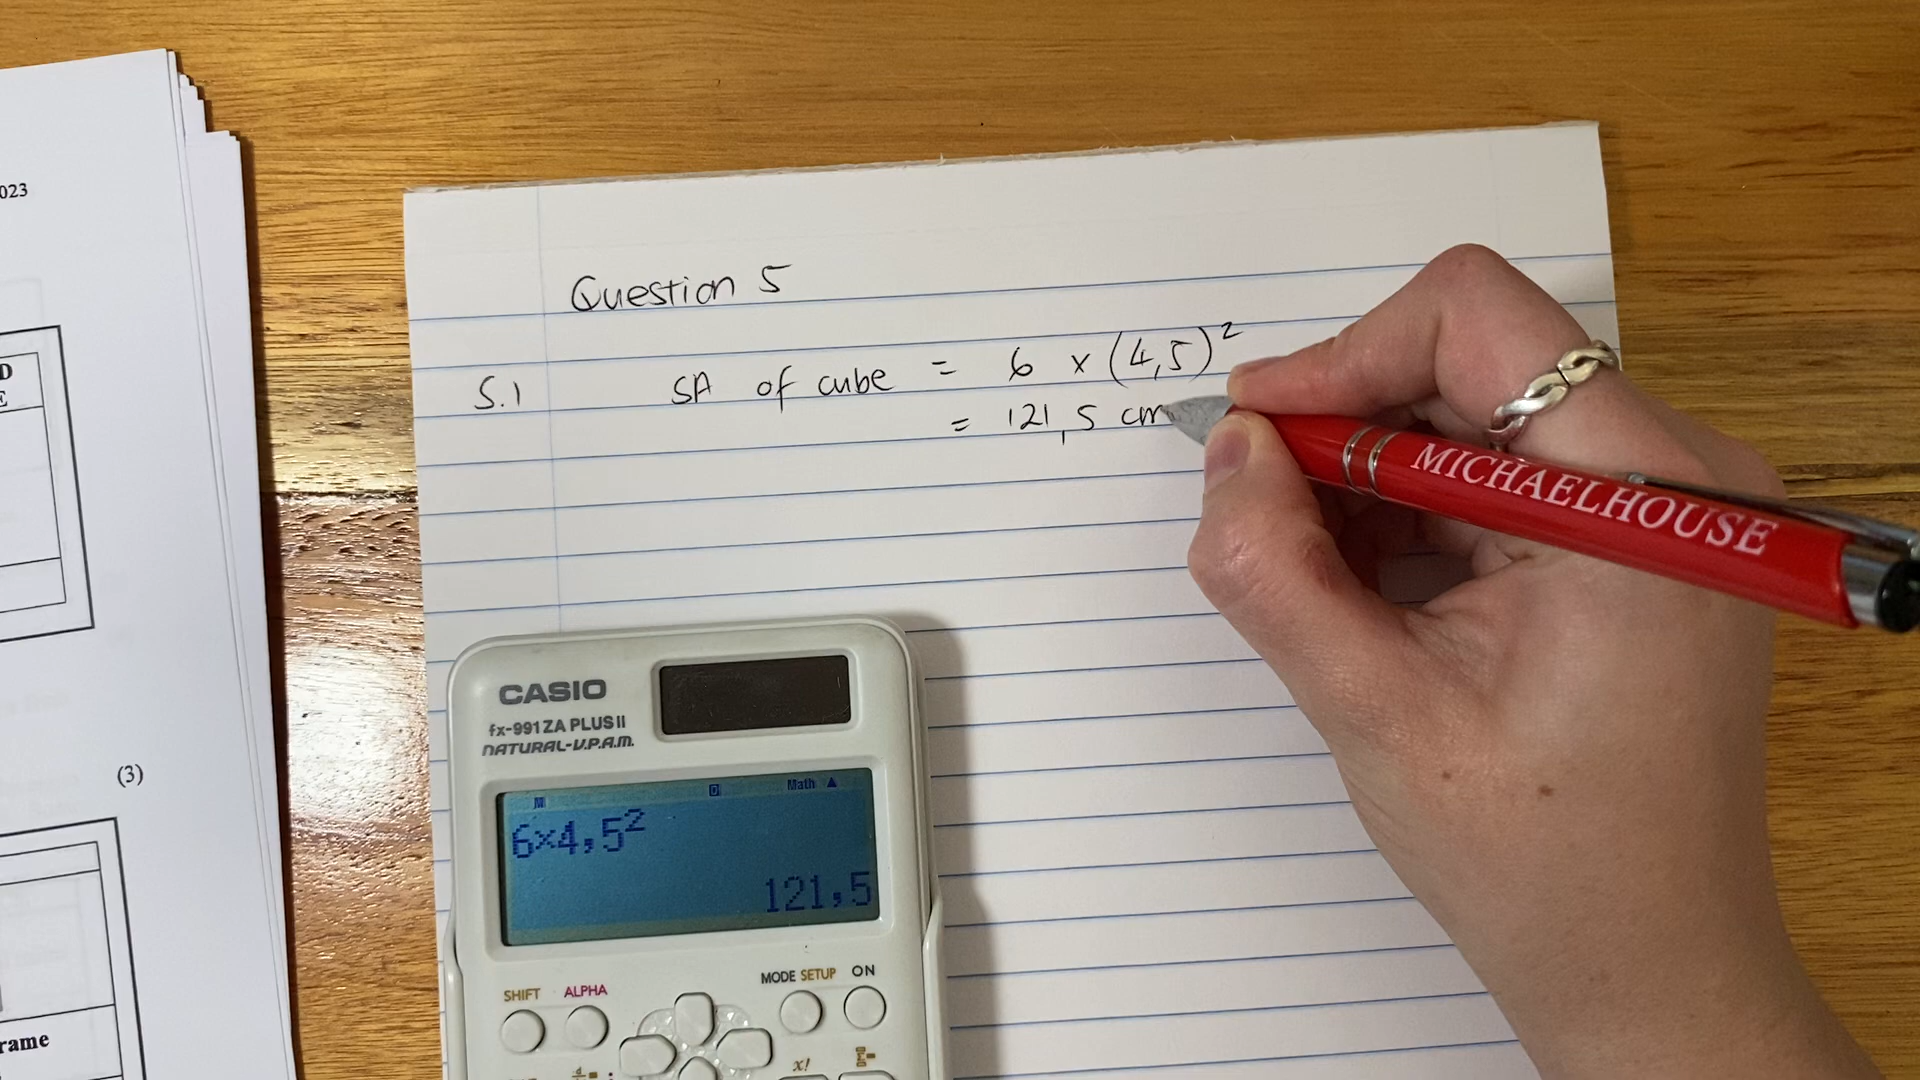 023
D
E
(3)
rame
Question 5
5.1 SA of cube = 6 x (4,5)²
= 121,5 cm
MICHAELHOUSE
CASIO
fx-991ZA PLUS II
NATURAL-V.P.A.M.
M D Math ▲
6×4,5²
121,5
MODE SETUP ON
SHIFT ALPHA
x!